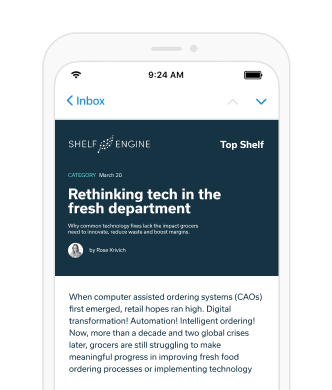 9:24 AM
Inbox
SHELF ENGINE
Top Shelf
CATEGORY March 20
Rethinking tech in the
fresh department
Why common technology fixes lack the impact grocers
need to innovate, reduce waste and boost margins.
by Rose Krivich
When computer assisted ordering systems (CAOs)
first emerged, retail hopes ran high. Digital
transformation! Automation! Intelligent ordering!
Now, more than a decade and two global crises
later, grocers are still struggling to make
meaningful progress in improving fresh food
ordering processes or implementing technology